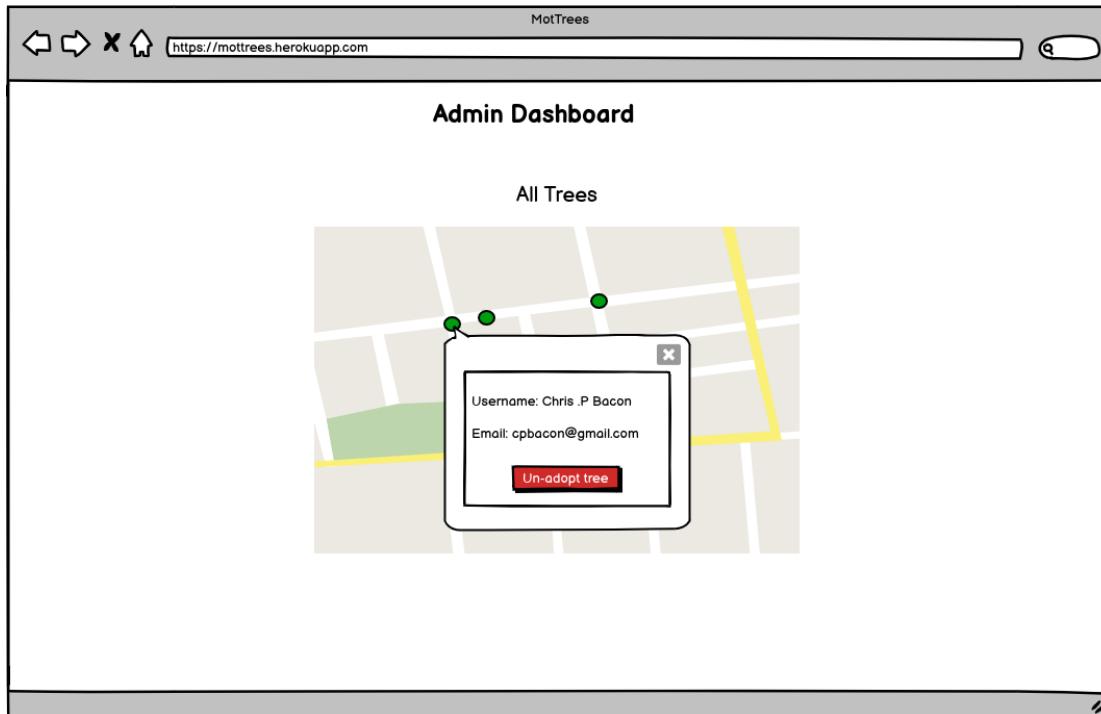 MotTrees
https://mottrees.herokuapp.com
Admin Dashboard
All Trees
Username: Chris .P Bacon
Email: cpbacon@gmail.com
Un-adopt tree